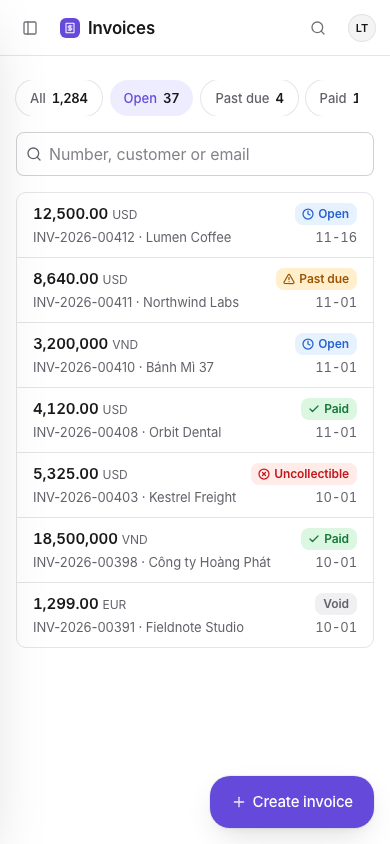 Invoices
LT
All 1,284
Open 37
Past due 4
Paid
Number, customer or email
12,500.00 USD
Open
INV-2026-00412 · Lumen Coffee
11-16
8,640.00 USD
Past due
INV-2026-00411 · Northwind Labs
11-01
3,200,000 VND
Open
INV-2026-00410 · Bánh Mì 37
11-01
4,120.00 USD
Paid
INV-2026-00408 · Orbit Dental
11-01
5,325.00 USD
Uncollectible
INV-2026-00403 · Kestrel Freight
10-01
18,500,000 VND
Paid
INV-2026-00398 · Công ty Hoàng Phát
10-01
1,299.00 EUR
Void
INV-2026-00391 · Fieldnote Studio
10-01
Create invoice